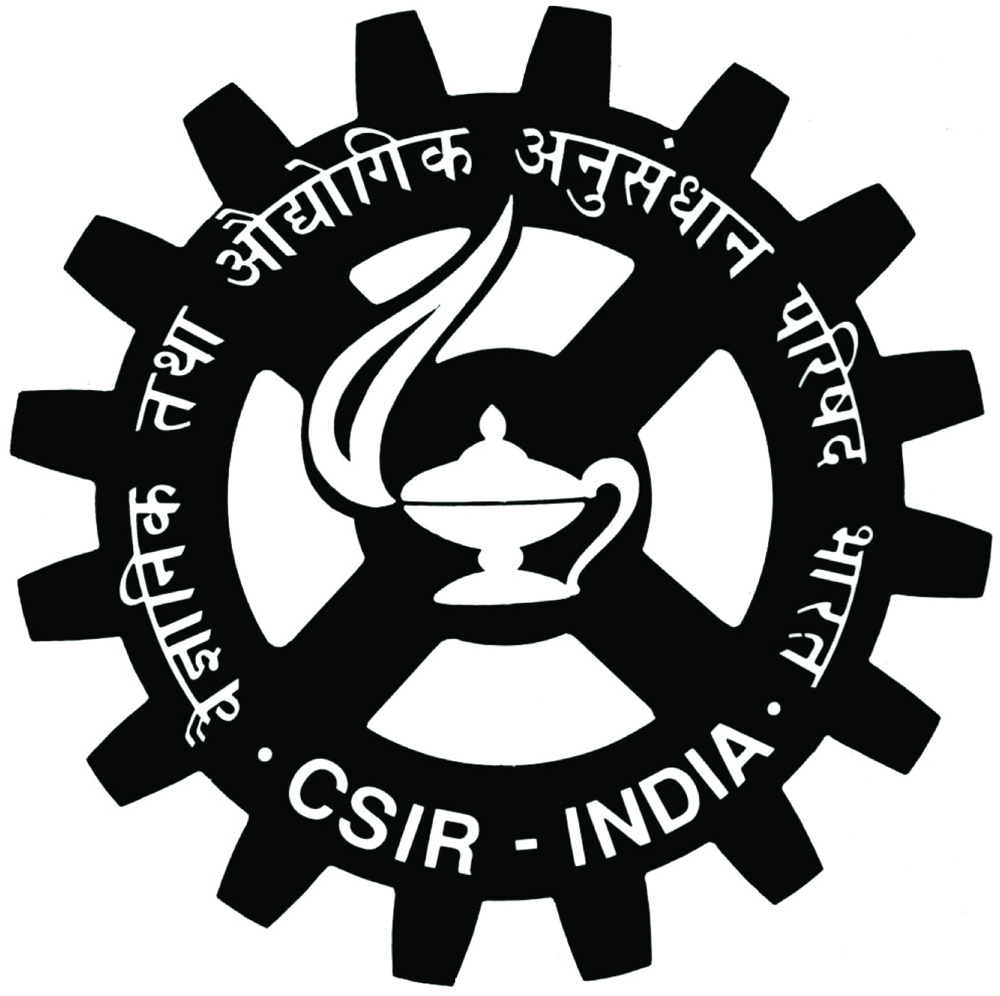 वैज्ञानिक तथा औद्योगिक अनुसंधान परिषद् भारत
• CSIR - INDIA •